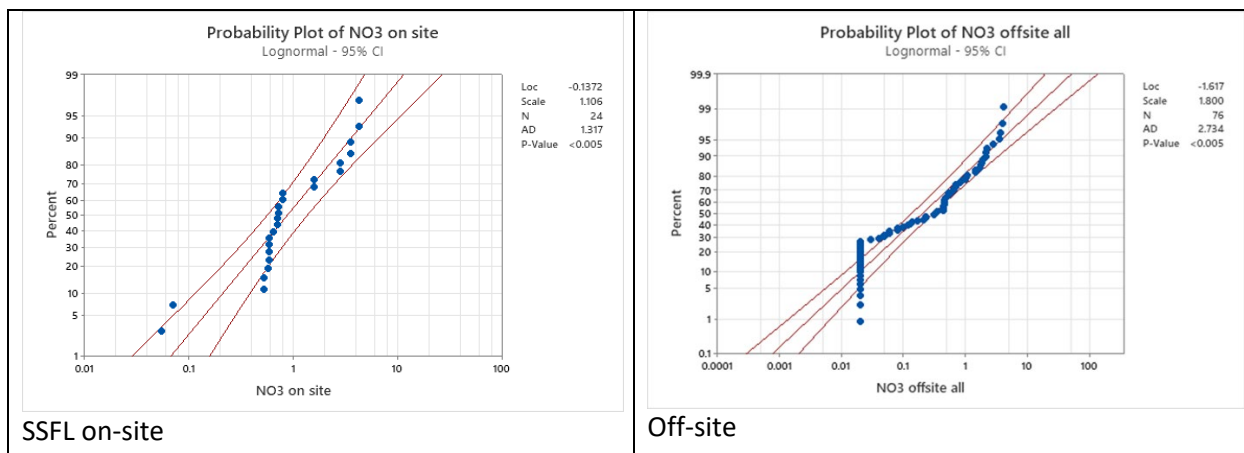 Probability Plot of NO3 on site
Lognormal - 95% CI
99
95
90
80
70
60
50
40
30
20
10
5
1
0.01
0.1
1
10
100
Percent
NO3 on site
Loc -0.1372
Scale 1.106
N 24
AD 1.317
P-Value <0.005
SSFL on-site
Probability Plot of NO3 offsite all
Lognormal - 95% CI
99.9
99
95
90
80
70
60
50
40
30
20
10
5
1
0.1
0.0001
0.001
0.01
0.1
1
10
100
Percent
NO3 offsite all
Loc -1.617
Scale 1.800
N 76
AD 2.734
P-Value <0.005
Off-site